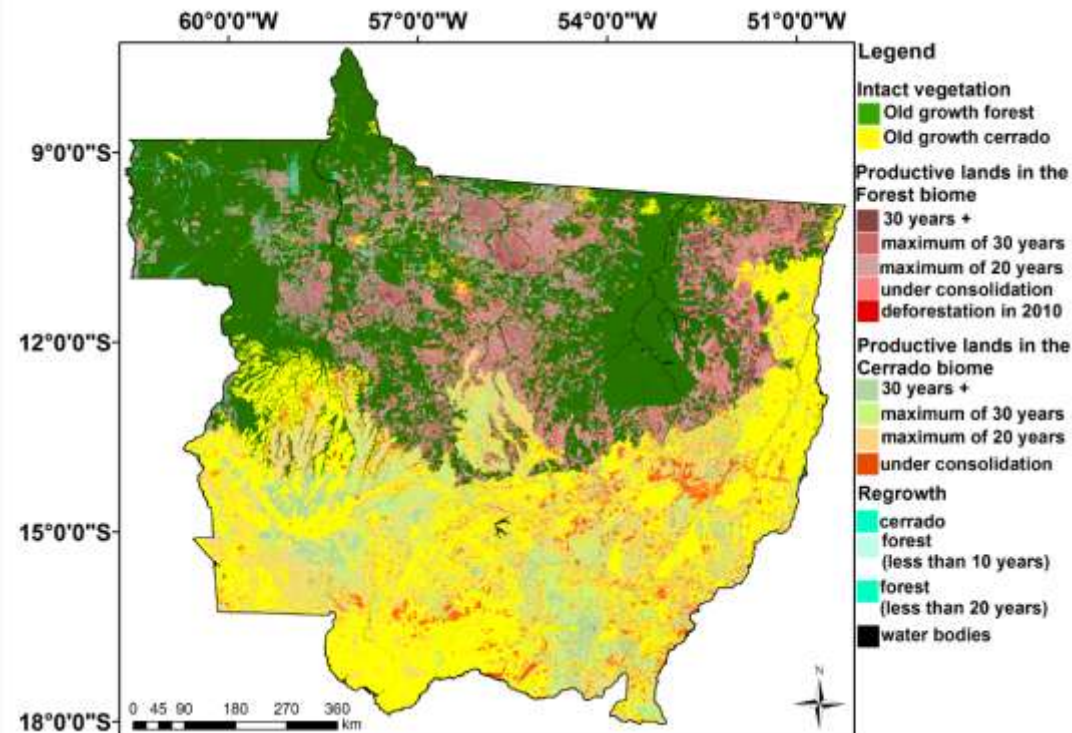 60°0'0"W 57°0'0"W 54°0'0"W 51°0'0"W
Legend
Intact vegetation
Old growth forest
Old growth cerrado
9°0'0"S
Productive lands in the
Forest biome
30 years +
maximum of 30 years
maximum of 20 years
under consolidation
deforestation in 2010
12°0'0"S
Productive lands in the
Cerrado biome
30 years +
maximum of 30 years
maximum of 20 years
under consolidation
Regrowth
15°0'0"S
cerrado
forest
(less than 10 years)
forest
(less than 20 years)
water bodies
N
0 45 90 180 270 360
km
18°0'0"S